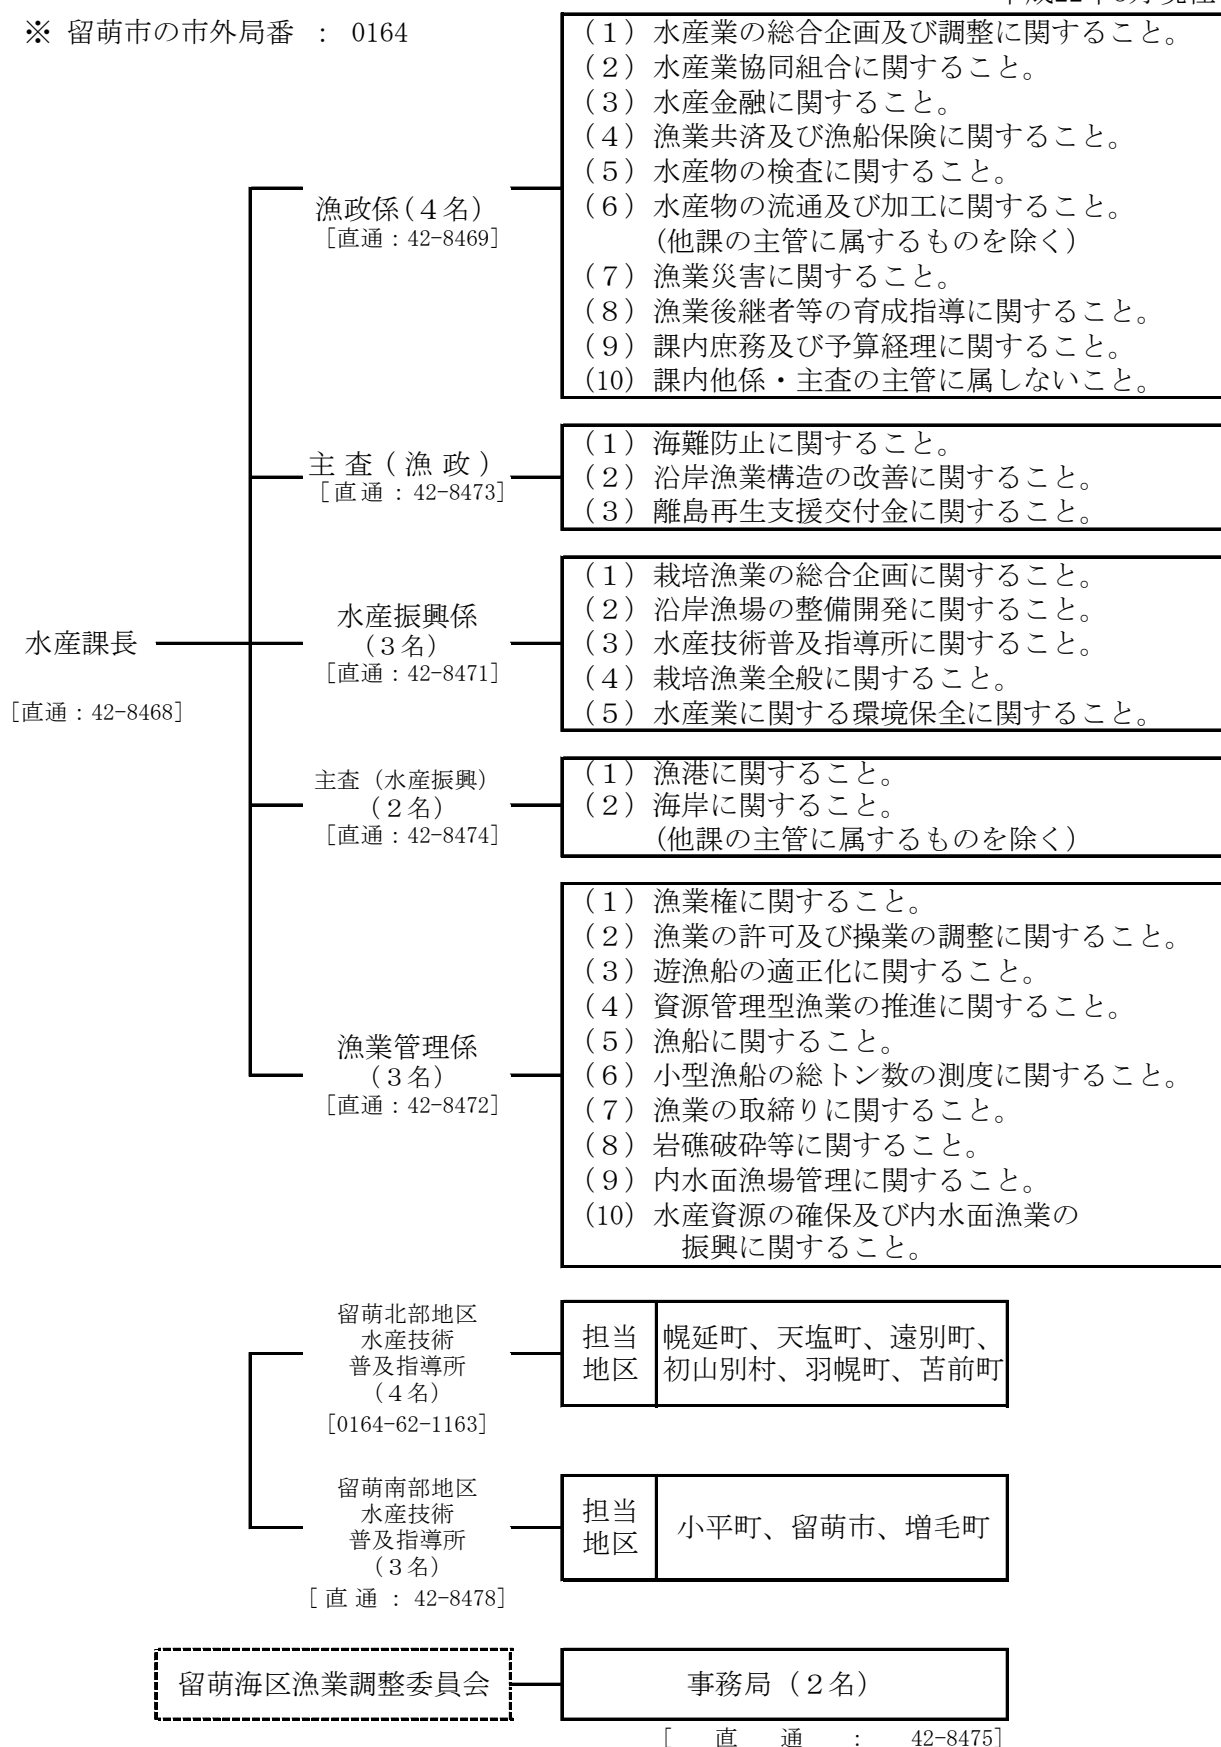 ※ 留萌市の市外局番 : 0164
(１) 水産業の総合企画及び調整に関すること。
(２) 水産業協同組合に関すること。
(３) 水産金融に関すること。
(４) 漁業共済及び漁船保険に関すること。
(５) 水産物の検査に関すること。
(６) 水産物の流通及び加工に関すること。
(他課の主管に属するものを除く)
(７) 漁業災害に関すること。
(８) 漁業後継者等の育成指導に関すること。
(９) 課内庶務及び予算経理に関すること。
(10) 課内他係・主査の主管に属しないこと。
漁政係(４名)
[直通：42-8469]
主 査 ( 漁 政 )
[直通：42-8473]
(１) 海難防止に関すること。
(２) 沿岸漁業構造の改善に関すること。
(３) 離島再生支援交付金に関すること。
水産課長
[直通：42-8468]
水産振興係
(３名)
[直通：42-8471]
(１) 栽培漁業の総合企画に関すること。
(２) 沿岸漁場の整備開発に関すること。
(３) 水産技術普及指導所に関すること。
(４) 栽培漁業全般に関すること。
(５) 水産業に関する環境保全に関すること。
主査 (水産振興)
(２名)
[直通：42-8474]
(１) 漁港に関すること。
(２) 海岸に関すること。
(他課の主管に属するものを除く)
漁業管理係
(３名)
[直通：42-8472]
(１) 漁業権に関すること。
(２) 漁業の許可及び操業の調整に関すること。
(３) 遊漁船の適正化に関すること。
(４) 資源管理型漁業の推進に関すること。
(５) 漁船に関すること。
(６) 小型漁船の総トン数の測度に関すること。
(７) 漁業の取締りに関すること。
(８) 岩礁破砕等に関すること。
(９) 内水面漁場管理に関すること。
(10) 水産資源の確保及び内水面漁業の
振興に関すること。
留萌北部地区
水産技術
普及指導所
(４名)
[0164-62-1163]
担当
地区
幌延町、天塩町、遠別町、
初山別村、羽幌町、苫前町
留萌南部地区
水産技術
普及指導所
(３名)
[ 直 通 : 42-8478]
担当
地区
小平町、留萌市、増毛町
留萌海区漁業調整委員会
事務局 (２名)
[ 直 通 : 42-8475]